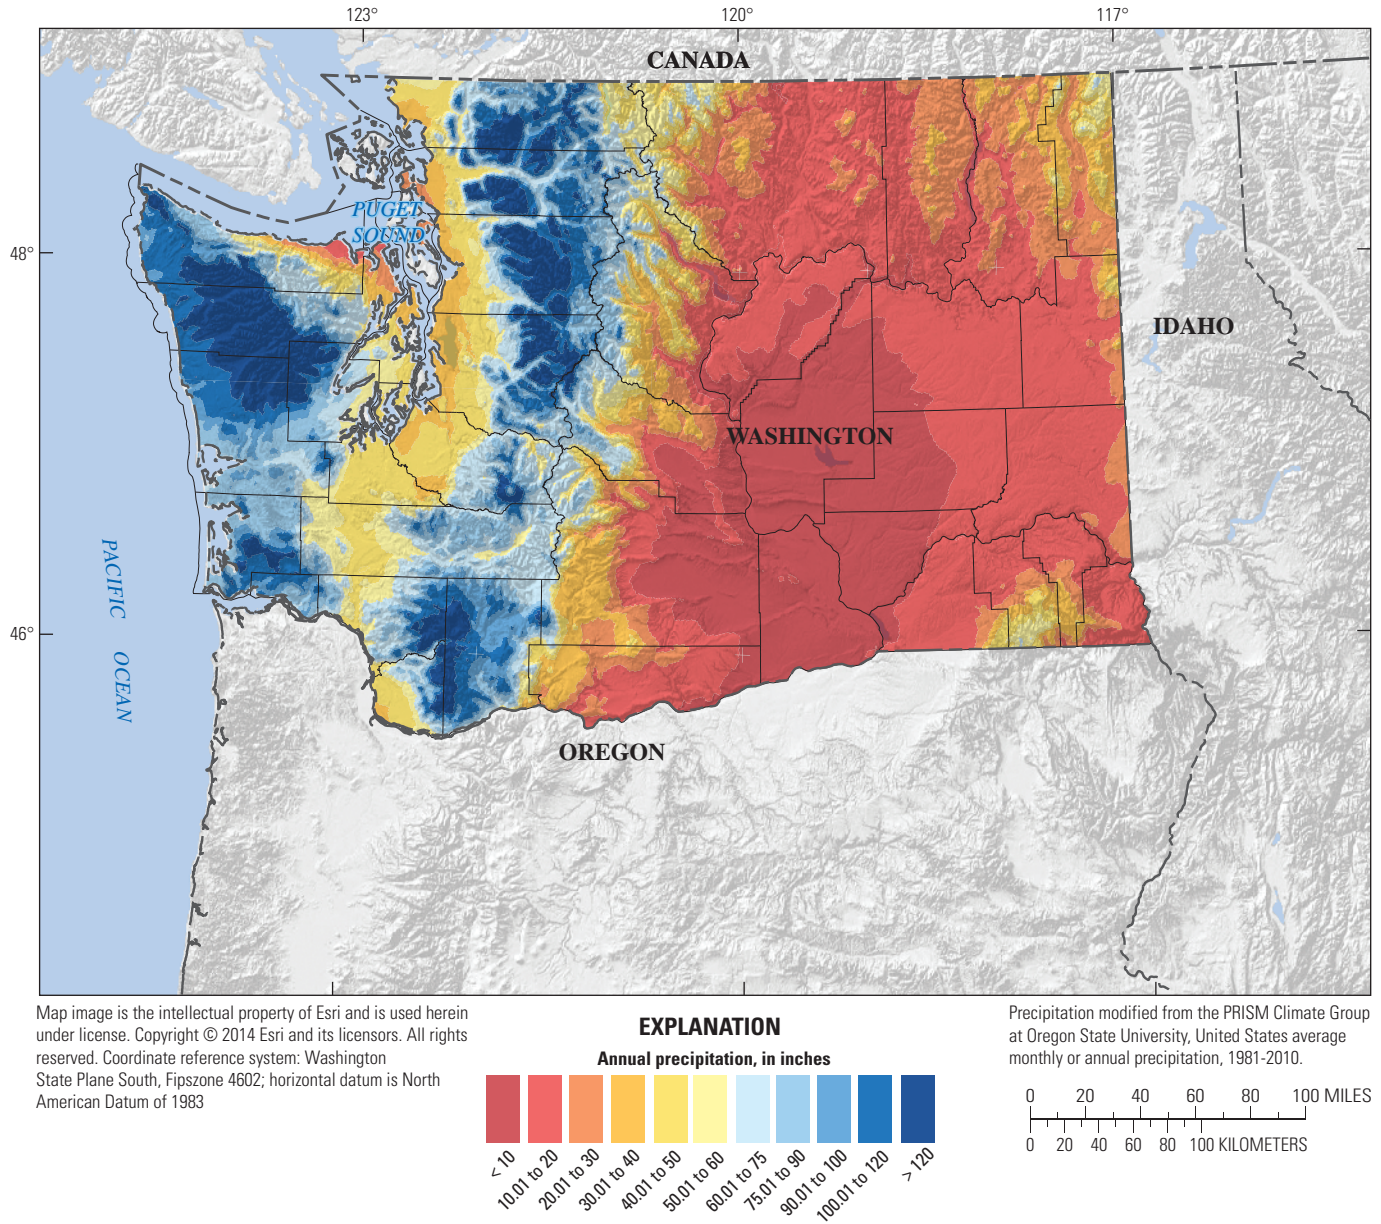 123°
120°
117°
CANADA
PUGET
SOUND
48°
IDAHO
WASHINGTON
PACIFIC OCEAN
46°
OREGON
Map image is the intellectual property of Esri and is used herein
under license. Copyright © 2014 Esri and its licensors. All rights
reserved. Coordinate reference system: Washington
State Plane South, Fipszone 4602; horizontal datum is North
American Datum of 1983
EXPLANATION
Annual precipitation, in inches
< 10
10.01 to 20
20.01 to 30
30.01 to 40
40.01 to 50
50.01 to 60
60.01 to 75
75.01 to 90
90.01 to 100
100.01 to 120
> 120
Precipitation modified from the PRISM Climate Group
at Oregon State University, United States average
monthly or annual precipitation, 1981-2010.
0 20 40 60 80 100 MILES
0 20 40 60 80 100 KILOMETERS